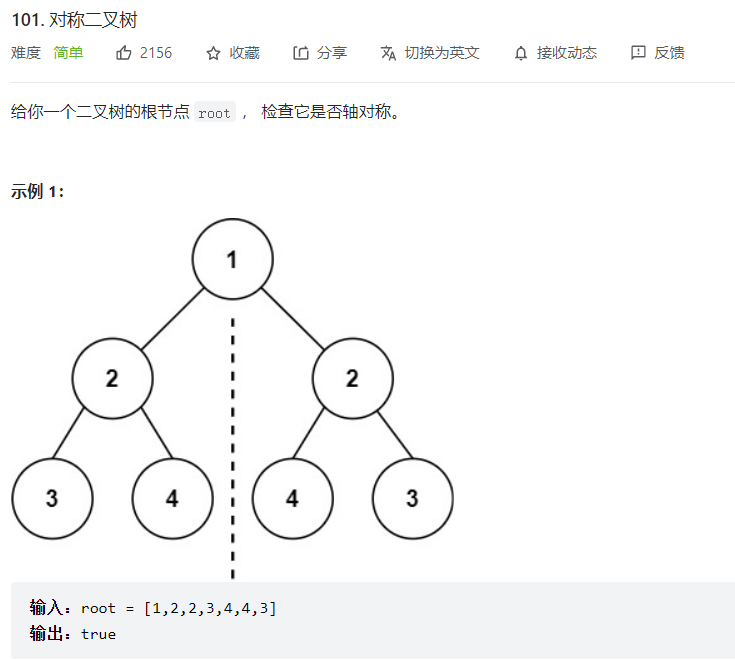 101. 对称二叉树
难度 简单 2156 收藏 分享 切换为英文 接收动态 反馈
给你一个二叉树的根节点 root ， 检查它是否轴对称。
示例 1：
1
2 2
3 4 4 3
输入：root = [1,2,2,3,4,4,3]
输出：true